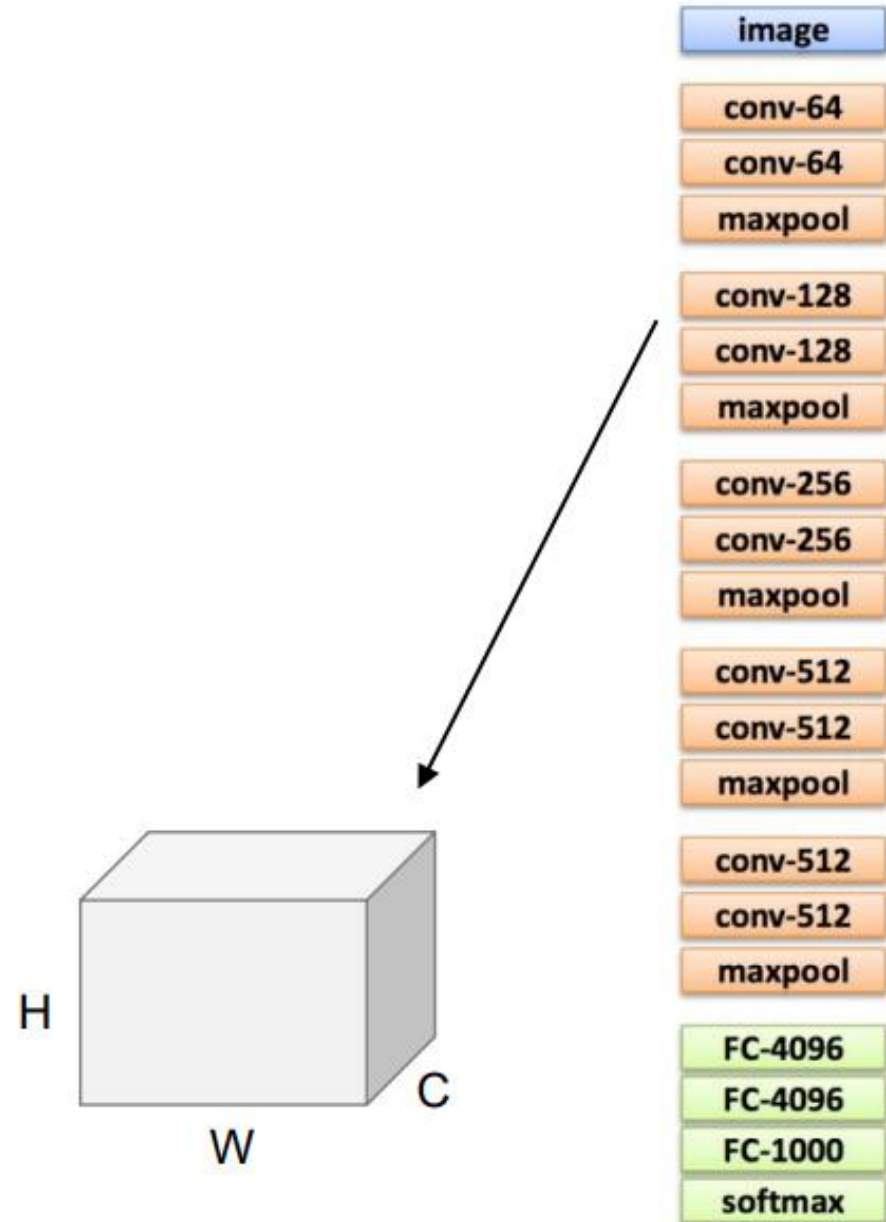 image
conv-64
conv-64
maxpool
conv-128
conv-128
maxpool
conv-256
conv-256
maxpool
conv-512
conv-512
maxpool
conv-512
conv-512
maxpool
FC-4096
FC-4096
FC-1000
softmax
H
C
W